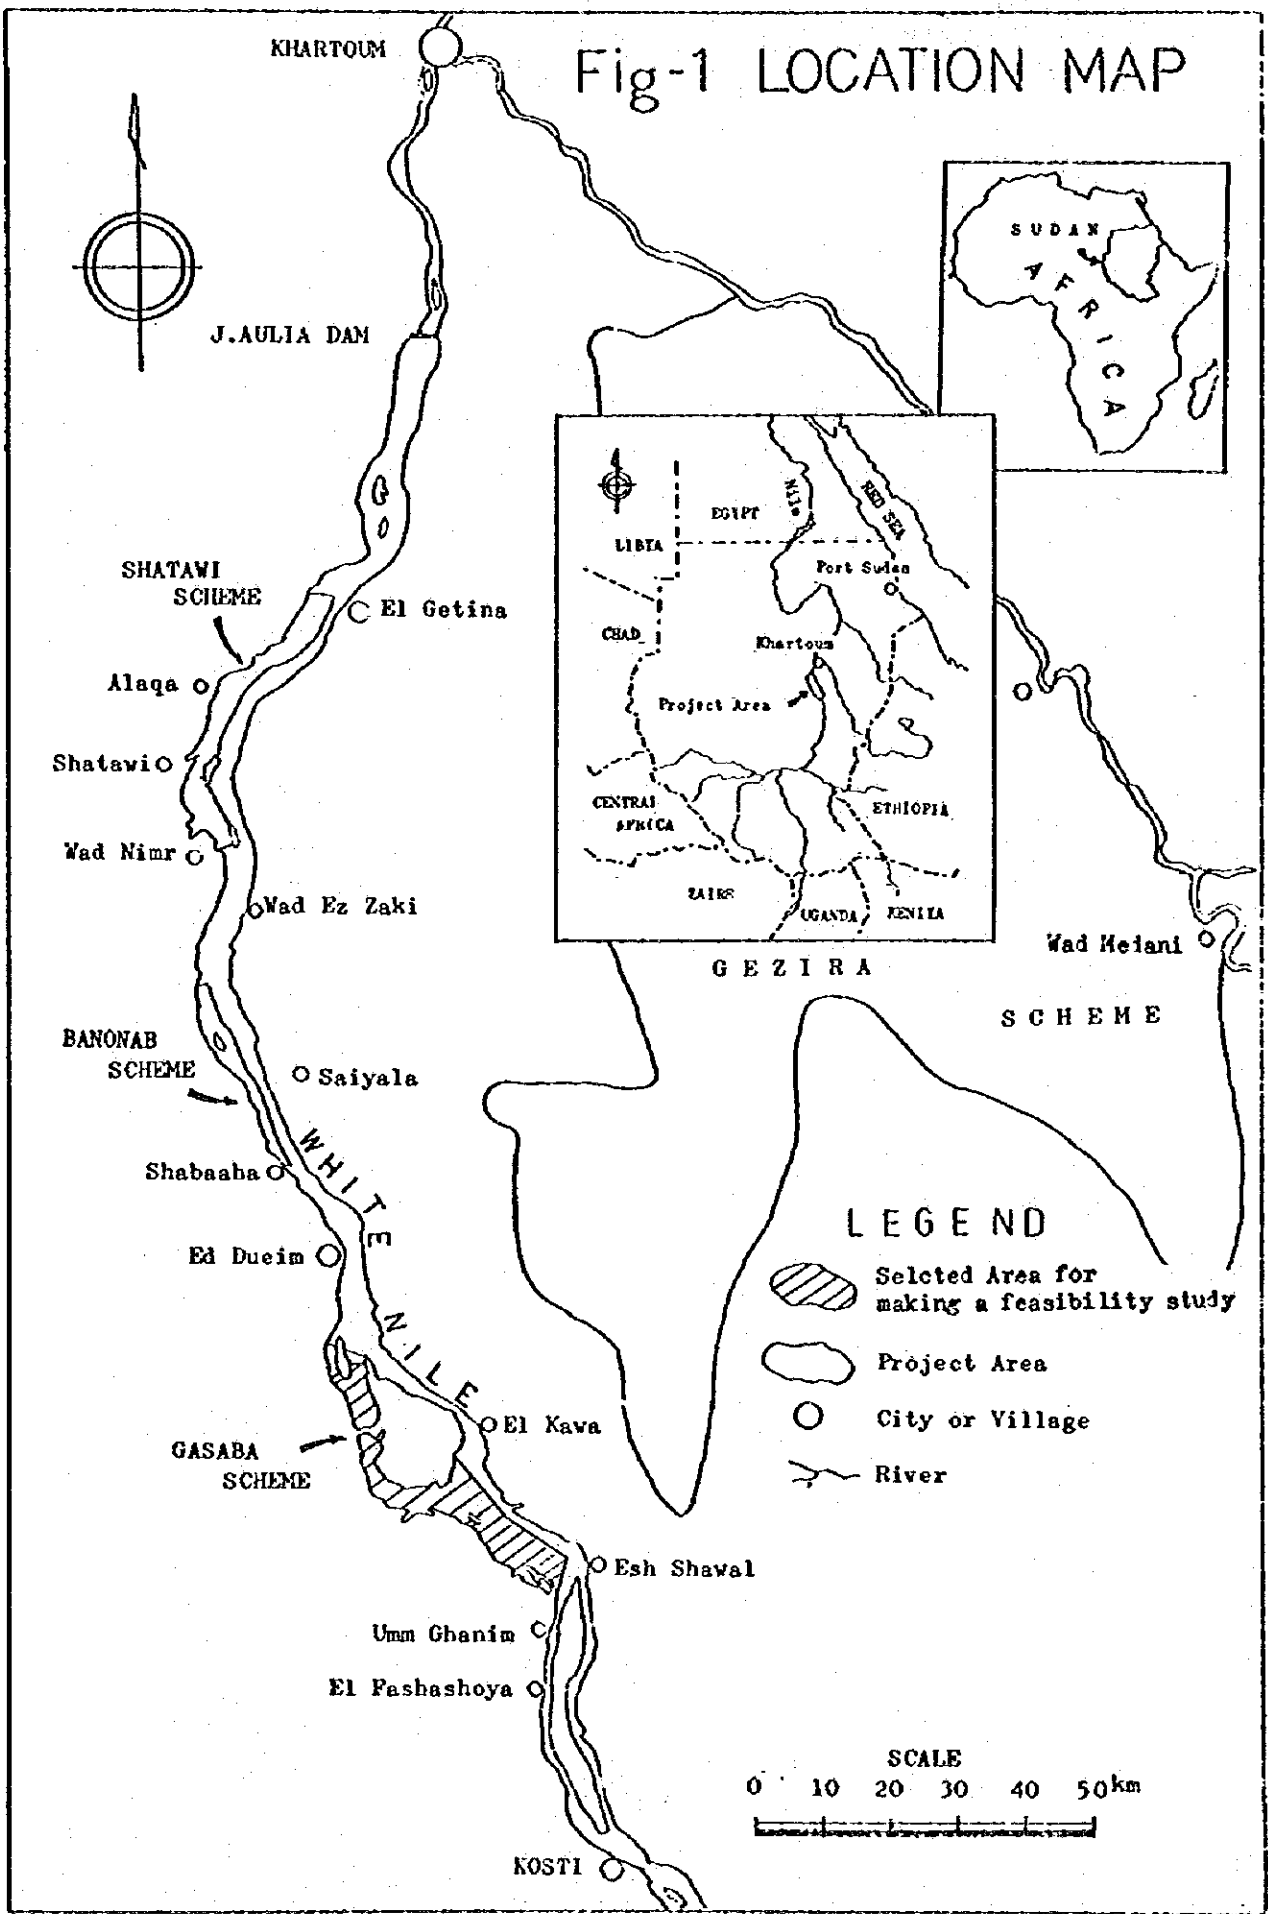 Fig-1 LOCATION MAP
KHARTOUM
SUDAN
AFRICA
J.AULIA DAM
EGYPT
Nile
RED SEA
LIBYA
Port Sudan
CHAD
Khartoum
Project Area
CENTRAL
AFRICA
ETHIOPIA
ZAIRE
UGANDA
KENIYA
SHATAWI
SCHEME
El Getina
Alaqa
Shatawi
Wad Nimr
Wad Ez Zaki
GEZIRA
SCHEME
Wad Medani
BANONAB
SCHEME
Saiyala
Shabaaha
WHITE
NILE
Ed Dueim
El Kawa
GASABA
SCHEME
Esh Shawal
Umm Ghanim
El Fashashoya
KOSTI
LEGEND
Selcted Area for
making a feasibility study
Project Area
City or Village
River
SCALE
0 10 20 30 40 50km